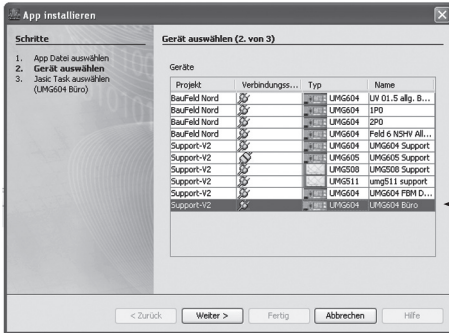 App installieren
Schritte
1. App Datei auswählen
2. Gerät auswählen
3. Jasic Task auswählen
(UMG604 Büro)
Gerät auswählen (2. von 3)
Geräte
Projekt Verbindungss... Typ Name
BauFeld Nord UMG604 UV 01.5 allg. B...
BauFeld Nord UMG604 1P0
BauFeld Nord UMG604 2P0
BauFeld Nord UMG604 Feld 6 NSHV All...
Support-V2 UMG604 UMG604 Support
Support-V2 UMG605 UMG605 Support
Support-V2 UMG508 UMG508 Support
Support-V2 UMG511 umg511 support
Support-V2 UMG604 UMG604 FBM D...
Support-V2 UMG604 UMG604 Büro
< Zurück Weiter > Fertig Abbrechen Hilfe